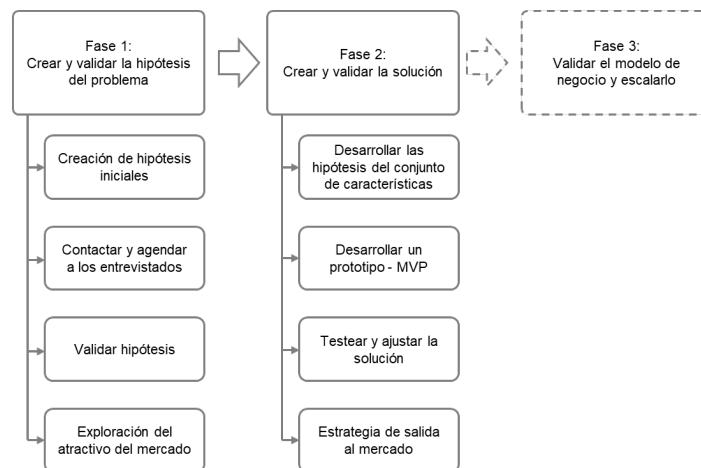 Fase 1:
Crear y validar la hipótesis
del problema
Creación de hipótesis
iniciales
Contactar y agendar
a los entrevistados
Validar hipótesis
Exploración del
atractivo del mercado
Fase 2:
Crear y validar la solución
Desarrollar las
hipótesis del conjunto
de características
Desarrollar un
prototipo - MVP
Testear y ajustar la
solución
Estrategia de salida
al mercado
Fase 3:
Validar el modelo de
negocio y escalarlo